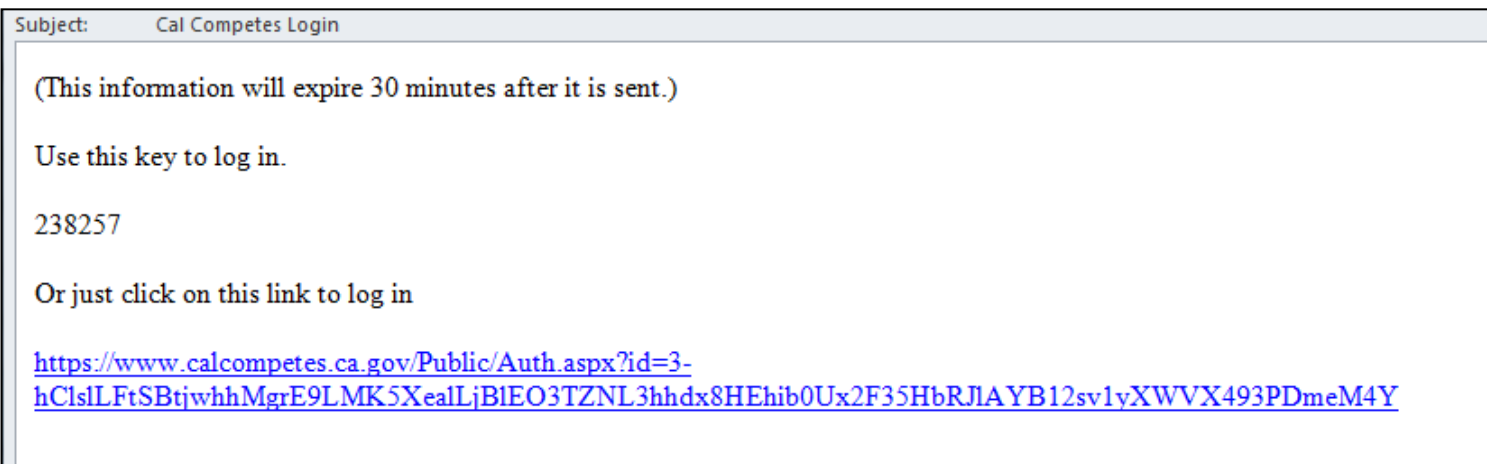 Subject: Cal Competes Login
(This information will expire 30 minutes after it is sent.)
Use this key to log in.
238257
Or just click on this link to log in
https://www.calcompetes.ca.gov/Public/Auth.aspx?id=3-
hClslLFtSBtjwhhMgrE9LMK5XealLjBlEO3TZNL3hhdx8HEhib0Ux2F35HbRJlAYB12sv1yXWVX493PDmeM4Y